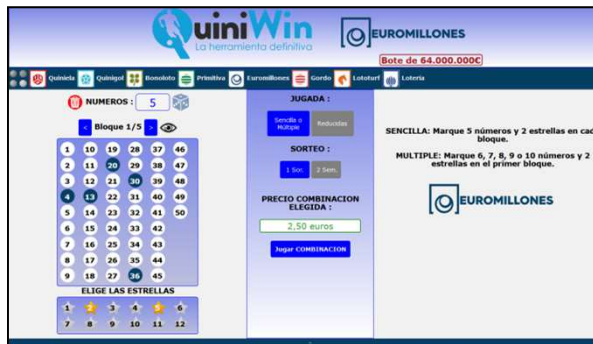 QuiniWin
La herramienta definitiva
EUROMILLONES
Bote de 64.000.000€
Quiniela Quinigol Bonoloto Primitiva Euromillones Gordo Lototurf Loteria
NUMEROS : 5
< Bloque 1/5 >
1 10 19 28 37 46
2 11 20 29 38 47
3 12 21 30 39 48
4 13 22 31 40 49
5 14 23 32 41 50
6 15 24 33 42
7 16 25 34 43
8 17 26 35 44
9 18 27 36 45
ELIGE LAS ESTRELLAS
1 2 3 4 5 6
7 8 9 10 11 12
JUGADA :
Sencilla o
Múltiple
Reducidas
SORTEO :
1 Sor. 2 Sem.
PRECIO COMBINACION
ELEGIDA :
2,50 euros
Jugar COMBINACION
SENCILLA: Marque 5 números y 2 estrellas en cad
bloque.
MULTIPLE: Marque 6, 7, 8, 9 o 10 números y 2
estrellas en el primer bloque.
EUROMILLONES